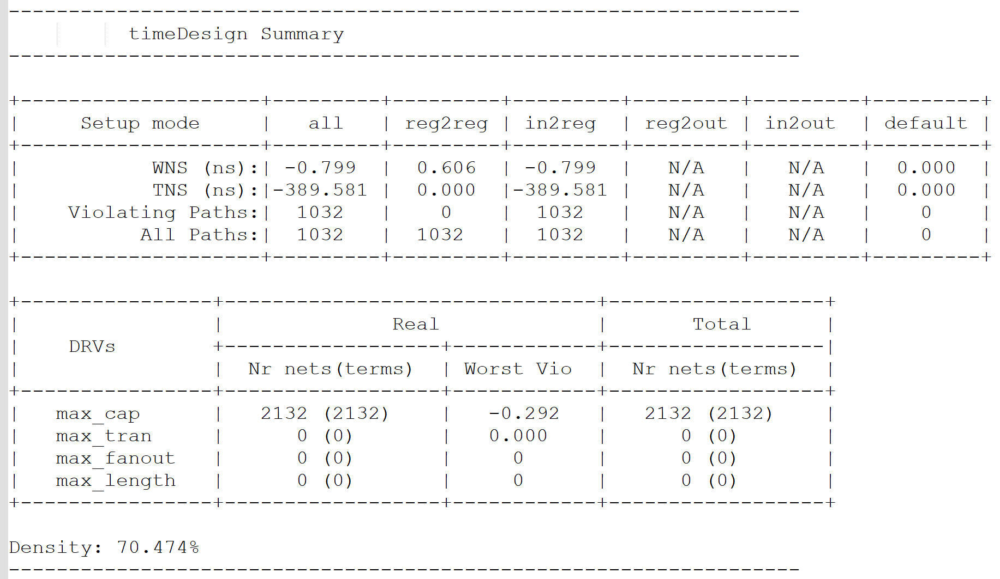 ------------------------------------------------------------------
          timeDesign Summary
------------------------------------------------------------------

+--------------------+---------+---------+---------+---------+---------+---------+
|     Setup mode     |   all   | reg2reg | in2reg  | reg2out | in2out  | default |
+--------------------+---------+---------+---------+---------+---------+---------+
|           WNS (ns):| -0.799  |  0.606  | -0.799  |   N/A   |   N/A   |  0.000  |
|           TNS (ns):|-389.581 |  0.000  |-389.581 |   N/A   |   N/A   |  0.000  |
|    Violating Paths:|  1032   |    0    |  1032   |   N/A   |   N/A   |    0    |
|          All Paths:|  1032   |  1032   |  1032   |   N/A   |   N/A   |    0    |
+--------------------+---------+---------+---------+---------+---------+---------+

+----------------+-------------------------------+------------------+
|                |              Real             |       Total      |
|    DRVs        +------------------+------------+------------------|
|                |  Nr nets(terms)  | Worst Vio  |  Nr nets(terms)  |
+----------------+------------------+------------+------------------+
|   max_cap      |   2132 (2132)    |   -0.292   |   2132 (2132)    |
|   max_tran     |      0 (0)       |   0.000    |      0 (0)       |
|   max_fanout   |      0 (0)       |     0      |      0 (0)       |
|   max_length   |      0 (0)       |     0      |      0 (0)       |
+----------------+------------------+------------+------------------+

Density: 70.474%
------------------------------------------------------------------